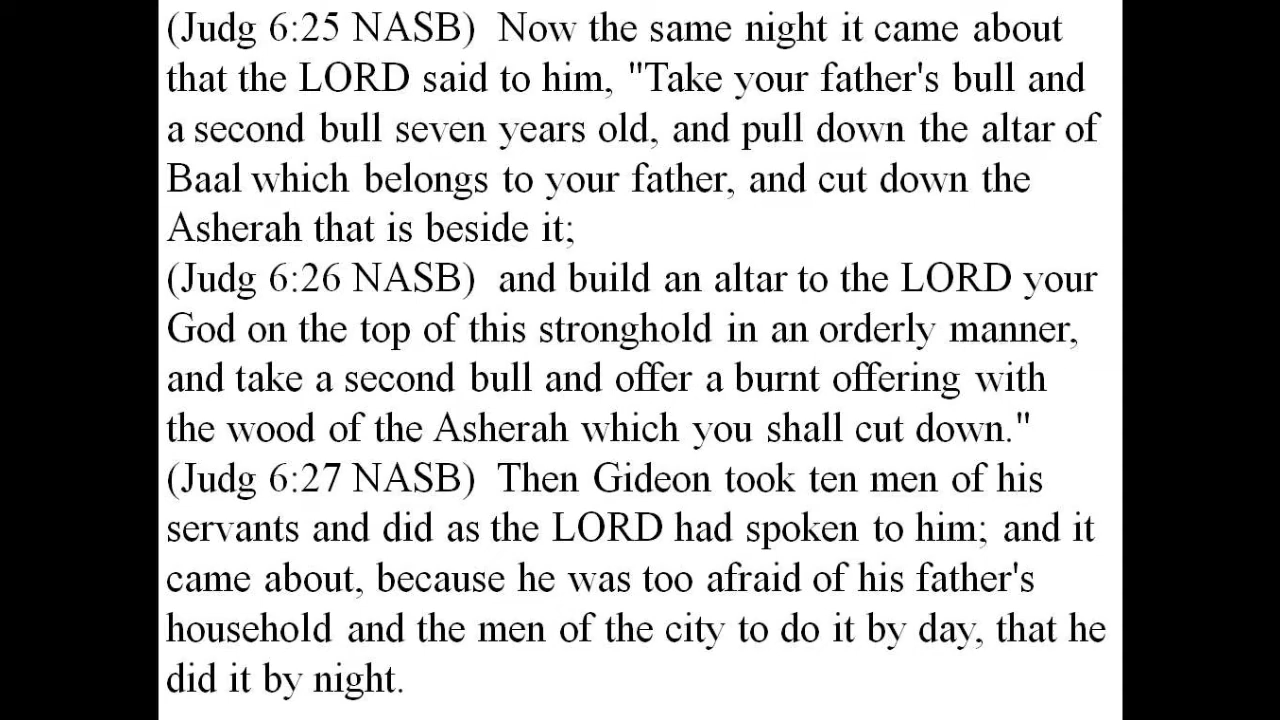 (Judg 6:25 NASB)  Now the same night it came about
that the LORD said to him, "Take your father's bull and
a second bull seven years old, and pull down the altar of
Baal which belongs to your father, and cut down the
Asherah that is beside it;
(Judg 6:26 NASB)  and build an altar to the LORD your
God on the top of this stronghold in an orderly manner,
and take a second bull and offer a burnt offering with
the wood of the Asherah which you shall cut down."
(Judg 6:27 NASB)  Then Gideon took ten men of his
servants and did as the LORD had spoken to him; and it
came about, because he was too afraid of his father's
household and the men of the city to do it by day, that he
did it by night.